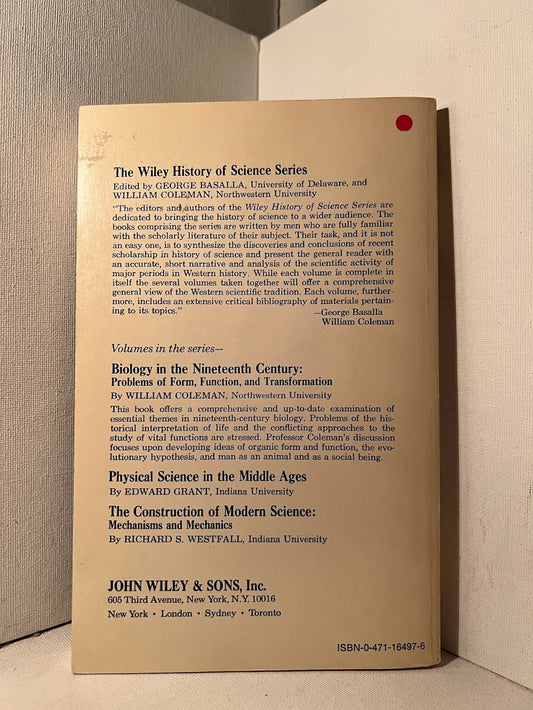 The Wiley History of Science Series
Edited by GEORGE BASALLA, University of Delaware, and
WILLIAM COLEMAN, Northwestern University
"The editors and authors of the Wiley History of Science Series are
dedicated to bringing the history of science to a wider audience. The
books comprising the series are written by men who are fully familiar
with the scholarly literature of their subject. Their task, and it is not
an easy one, is to synthesize the discoveries and conclusions of recent
scholarship in history of science and present the general reader with
an accurate, short narrative and analysis of the scientific activity of
major periods in Western history. While each volume is complete in
itself the several volumes taken together will offer a comprehensive
general view of the Western scientific tradition. Each volume, further-
more, includes an extensive critical bibliography of materials pertain-
ing to its topics."
—George Basalla
William Coleman
Volumes in the series—
Biology in the Nineteenth Century:
Problems of Form, Function, and Transformation
By WILLIAM COLEMAN, Northwestern University
This book offers a comprehensive and up-to-date examination of
essential themes in nineteenth-century biology. Problems of the his-
torical interpretation of life and the conflicting approaches to the
study of vital functions are stressed. Professor Coleman's discussion
focuses upon developing ideas of organic form and function, the evo-
lutionary hypothesis, and man as an animal and as a social being.
Physical Science in the Middle Ages
By EDWARD GRANT, Indiana University
The Construction of Modern Science:
Mechanisms and Mechanics
By RICHARD S. WESTFALL, Indiana University
JOHN WILEY & SONS, Inc.
605 Third Avenue, New York, N.Y. 10016
New York • London • Sydney • Toronto
ISBN-0-471-16497-6